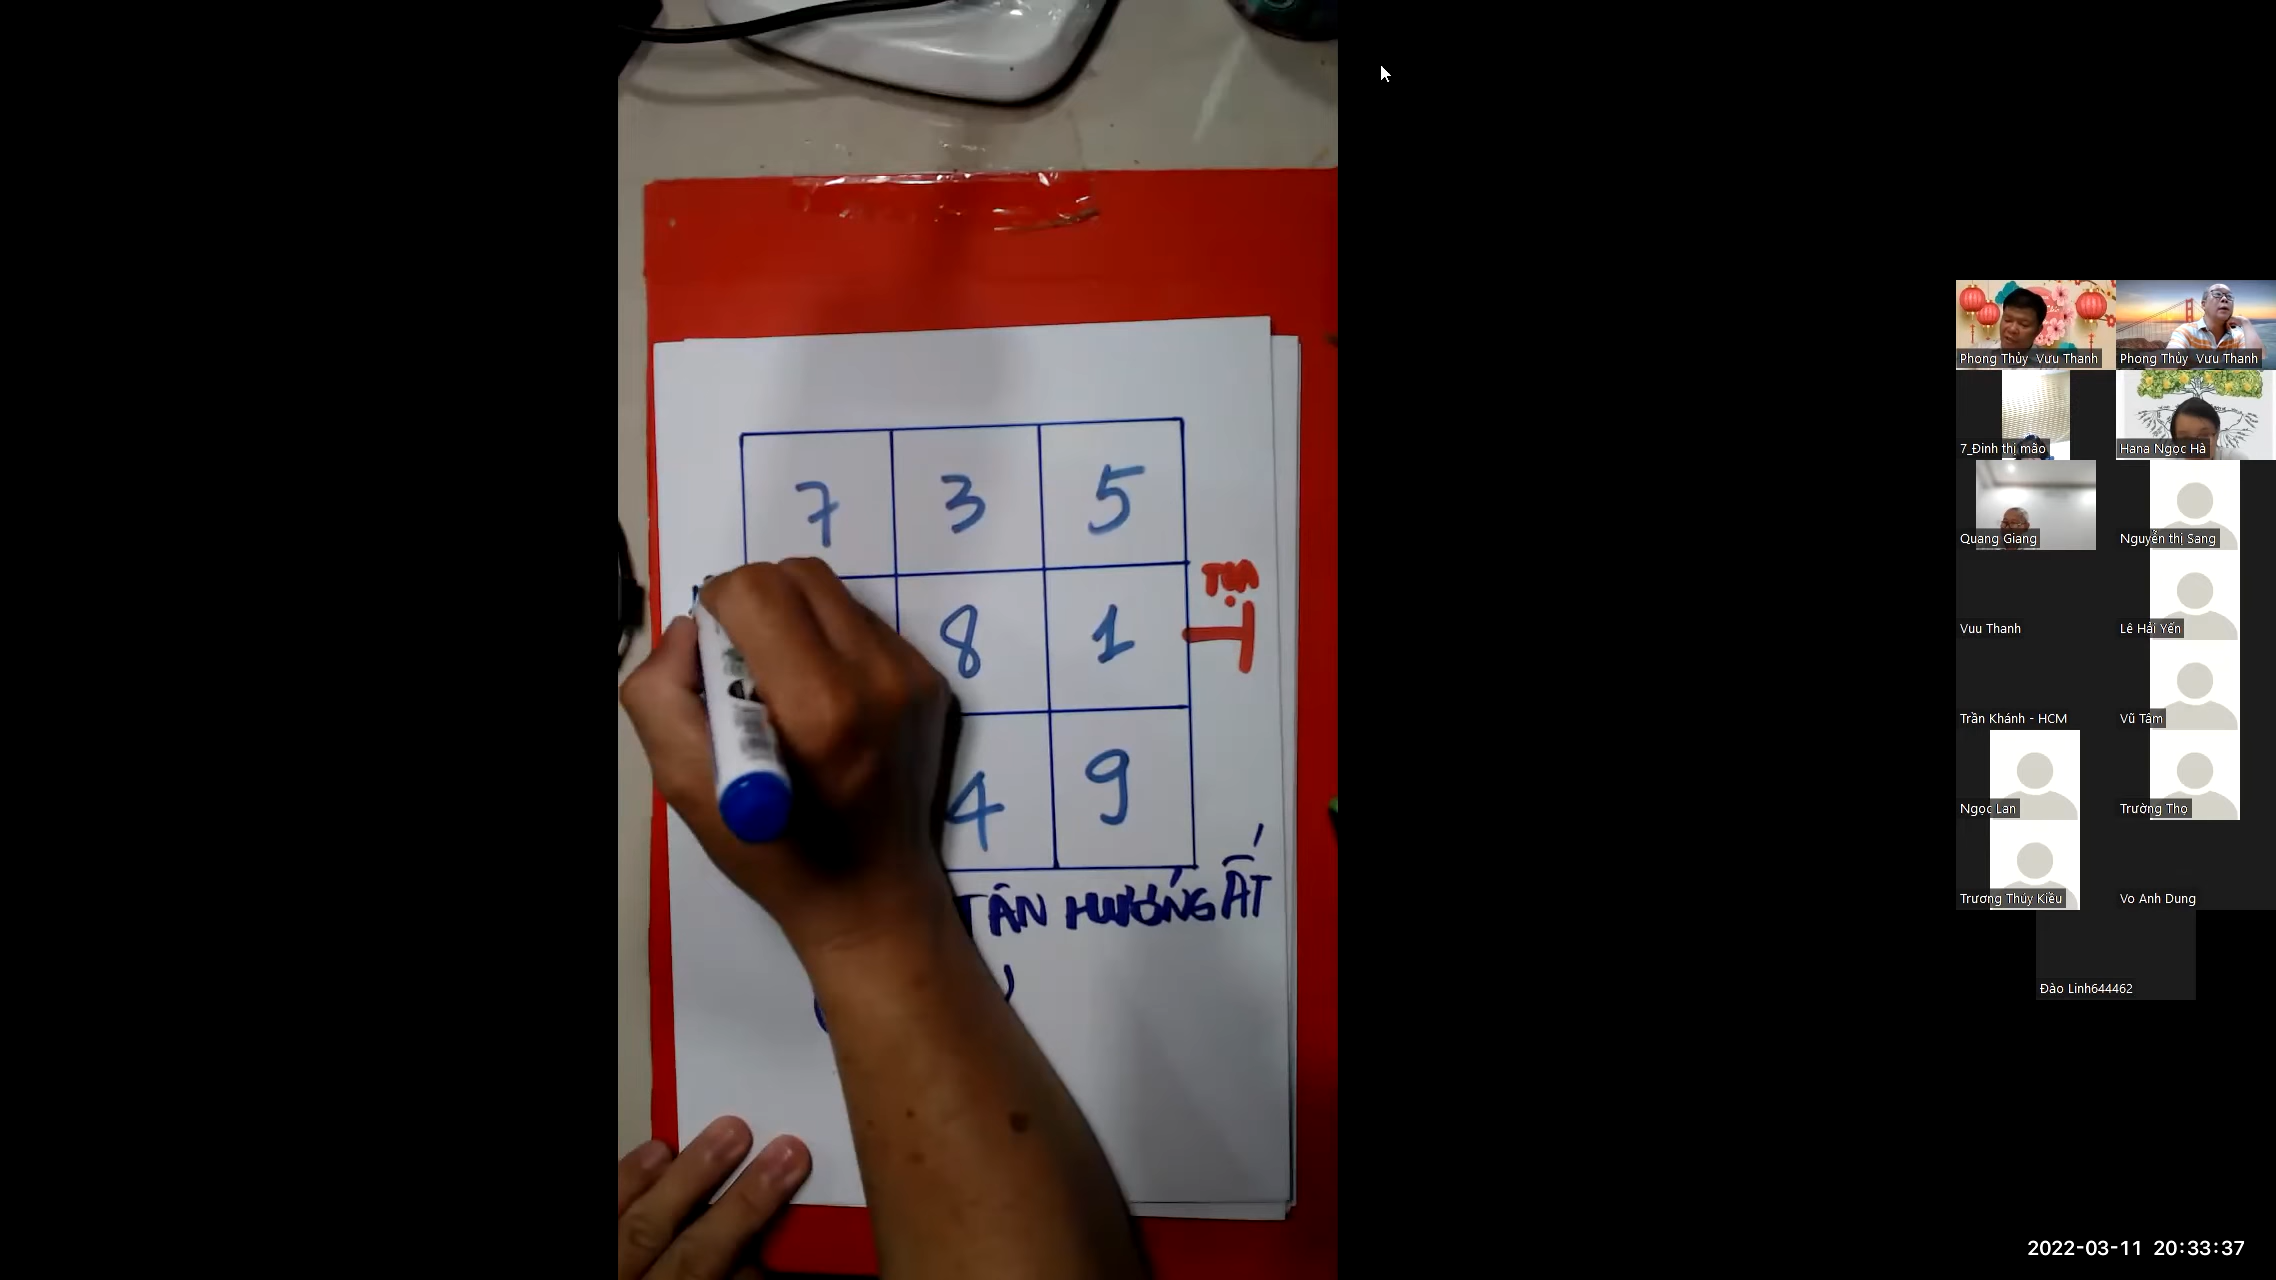 7 3 5
TỌA
8 1
4 9
TÂN HƯỚNG ẤT
Phong Thủy Vưu Thanh
Phong Thủy Vưu Thanh
7_Đinh thị mão
Hana Ngọc Hà
Quang Giang
Nguyễn thị Sang
Vuu Thanh
Lê Hải Yến
Trần Khánh - HCM
Vũ Tâm
Ngọc Lan
Trường Thọ
Trương Thúy Kiều
Vo Anh Dung
Đào Linh644462
2022-03-11 20:33:37